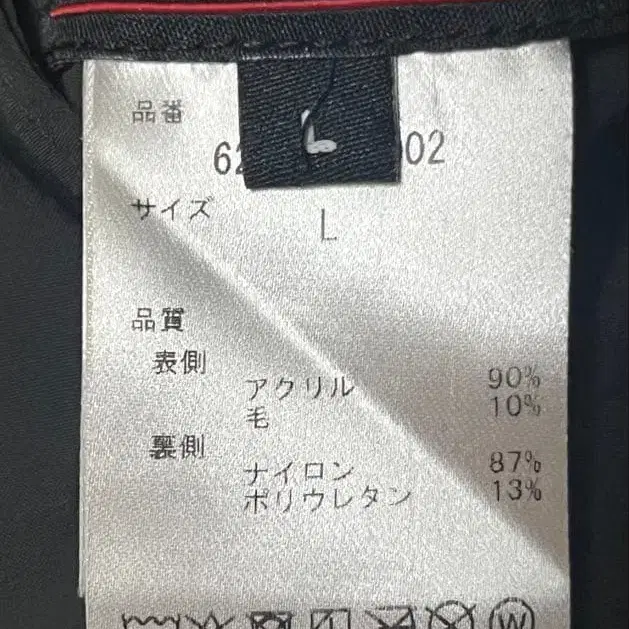 品番
L
62 02
サイズ
L
品質
表側
アクリル 90%
毛 10%
裏側
ナイロン 87%
ポリウレタン 13%
W